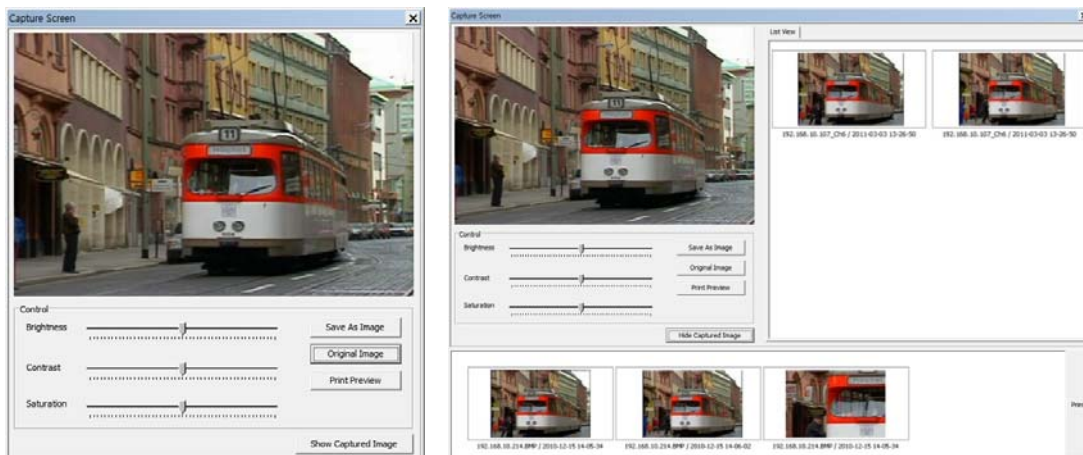 Capture Screen
11
Control
Brightness
Save As Image
Original Image
Contrast
Print Preview
Saturation
Show Captured Image
Capture Screen
List View
11
192.168.10.107_Ch6 / 2011-03-03 13-26-50
192.168.10.107_Ch6 / 2011-03-03 13-26-50
Control
Brightness
Save As Image
Original Image
Contrast
Print Preview
Saturation
Hide Captured Image
192.168.10.214.BMP / 2010-12-15 14-05-34
192.168.10.214.BMP / 2010-12-15 14-06-02
192.168.10.214.BMP / 2010-12-15 14-05-34